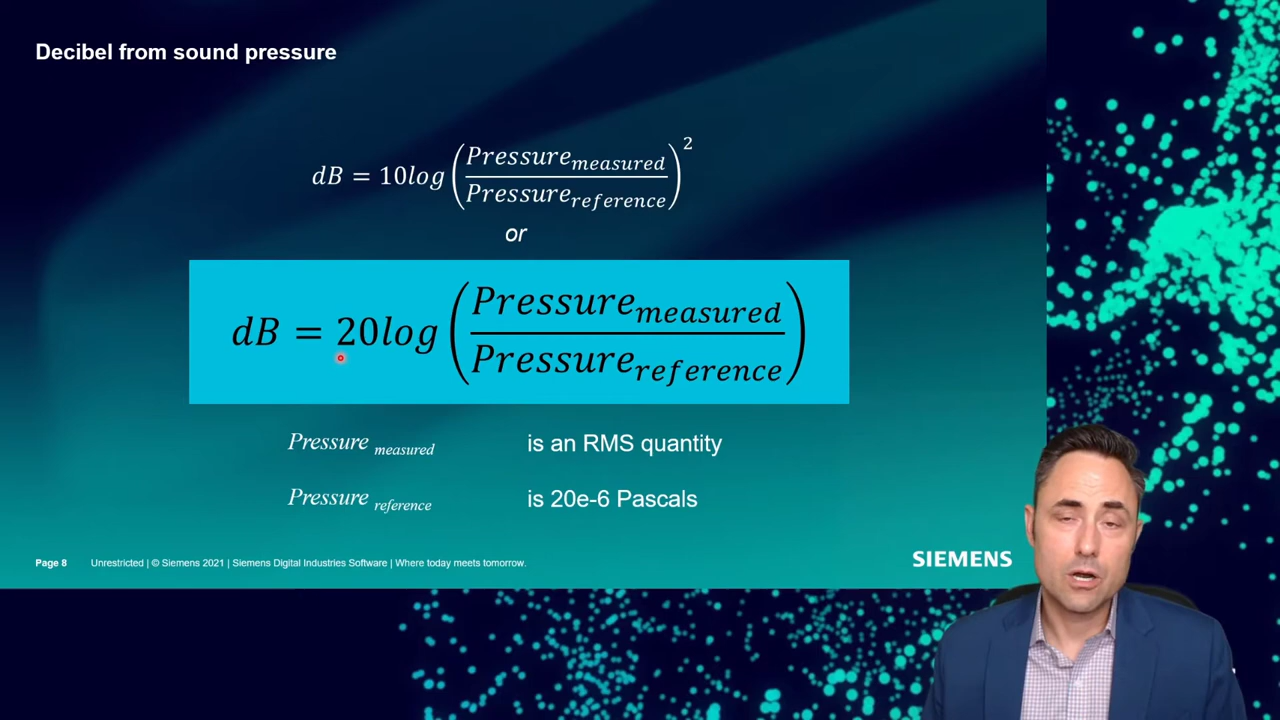 Decibel from sound pressure
dB = 10log(Pressure_measured / Pressure_reference)²
or
dB = 20log(Pressure_measured / Pressure_reference)
Pressure measured is an RMS quantity
Pressure reference is 20e-6 Pascals
Page 8 Unrestricted | © Siemens 2021 | Siemens Digital Industries Software | Where today meets tomorrow.
SIEMENS